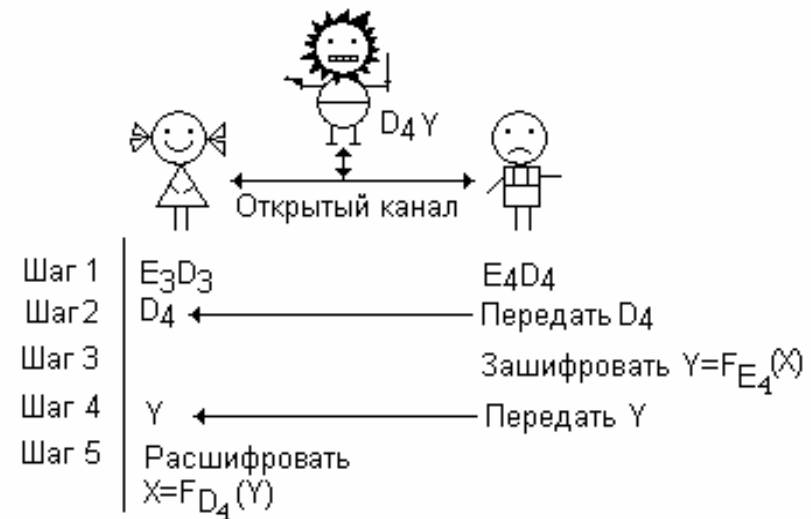 D4 Y
Открытый канал
Шаг 1 E3D3 E4D4
Шаг2 D4 Передать D4
Шаг 3 Зашифровать Y=FE4(X)
Шаг 4 Y Передать Y
Шаг 5 Расшифровать
X=FD4(Y)